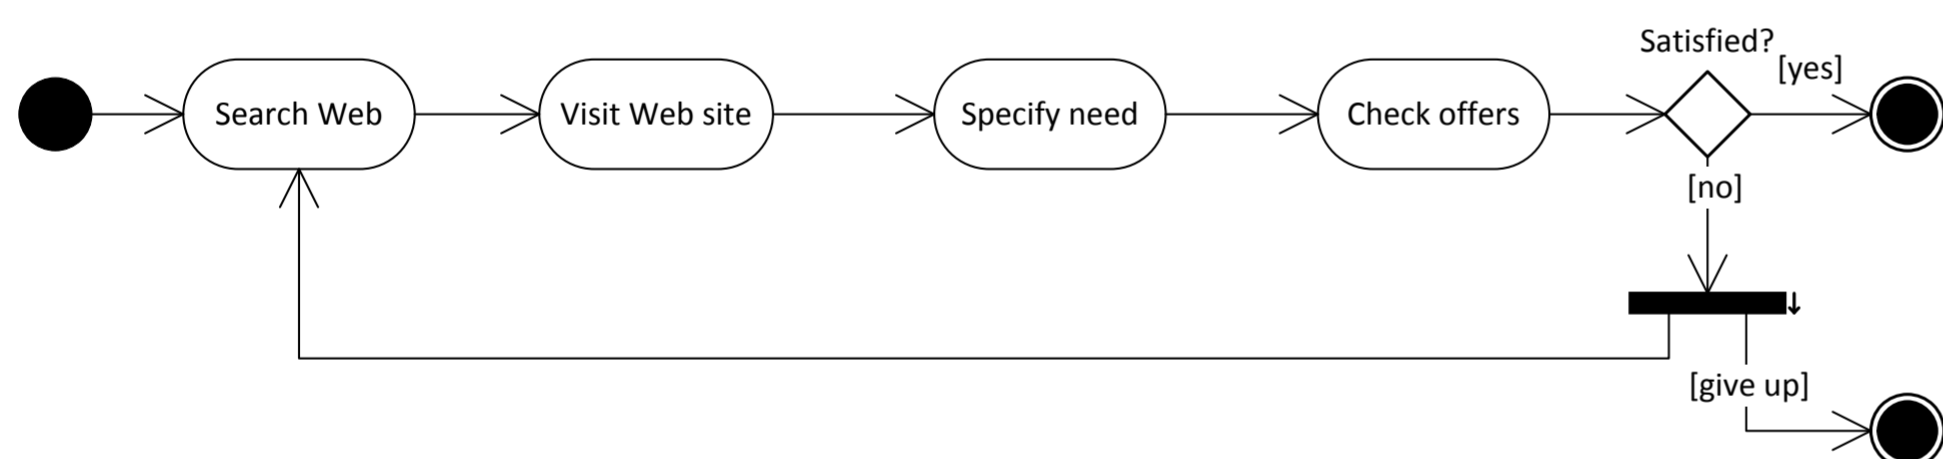 Satisfied?
[yes]
Search Web
Visit Web site
Specify need
Check offers
[no]
[give up]